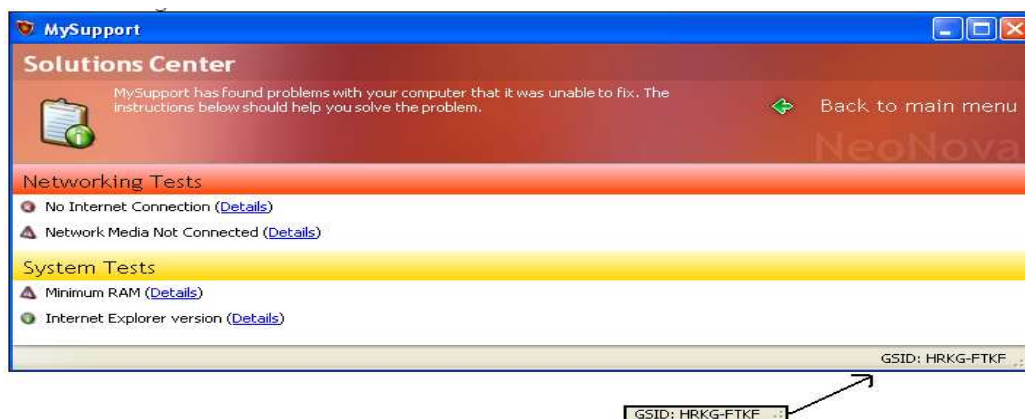 MySupport
Solutions Center
MySupport has found problems with your computer that it was unable to fix. The
instructions below should help you solve the problem.
Back to main menu
NeoNova
Networking Tests
No Internet Connection (Details)
Network Media Not Connected (Details)
System Tests
Minimum RAM (Details)
Internet Explorer version (Details)
GSID: HRKG-FTKF
GSID: HRKG-FTKF